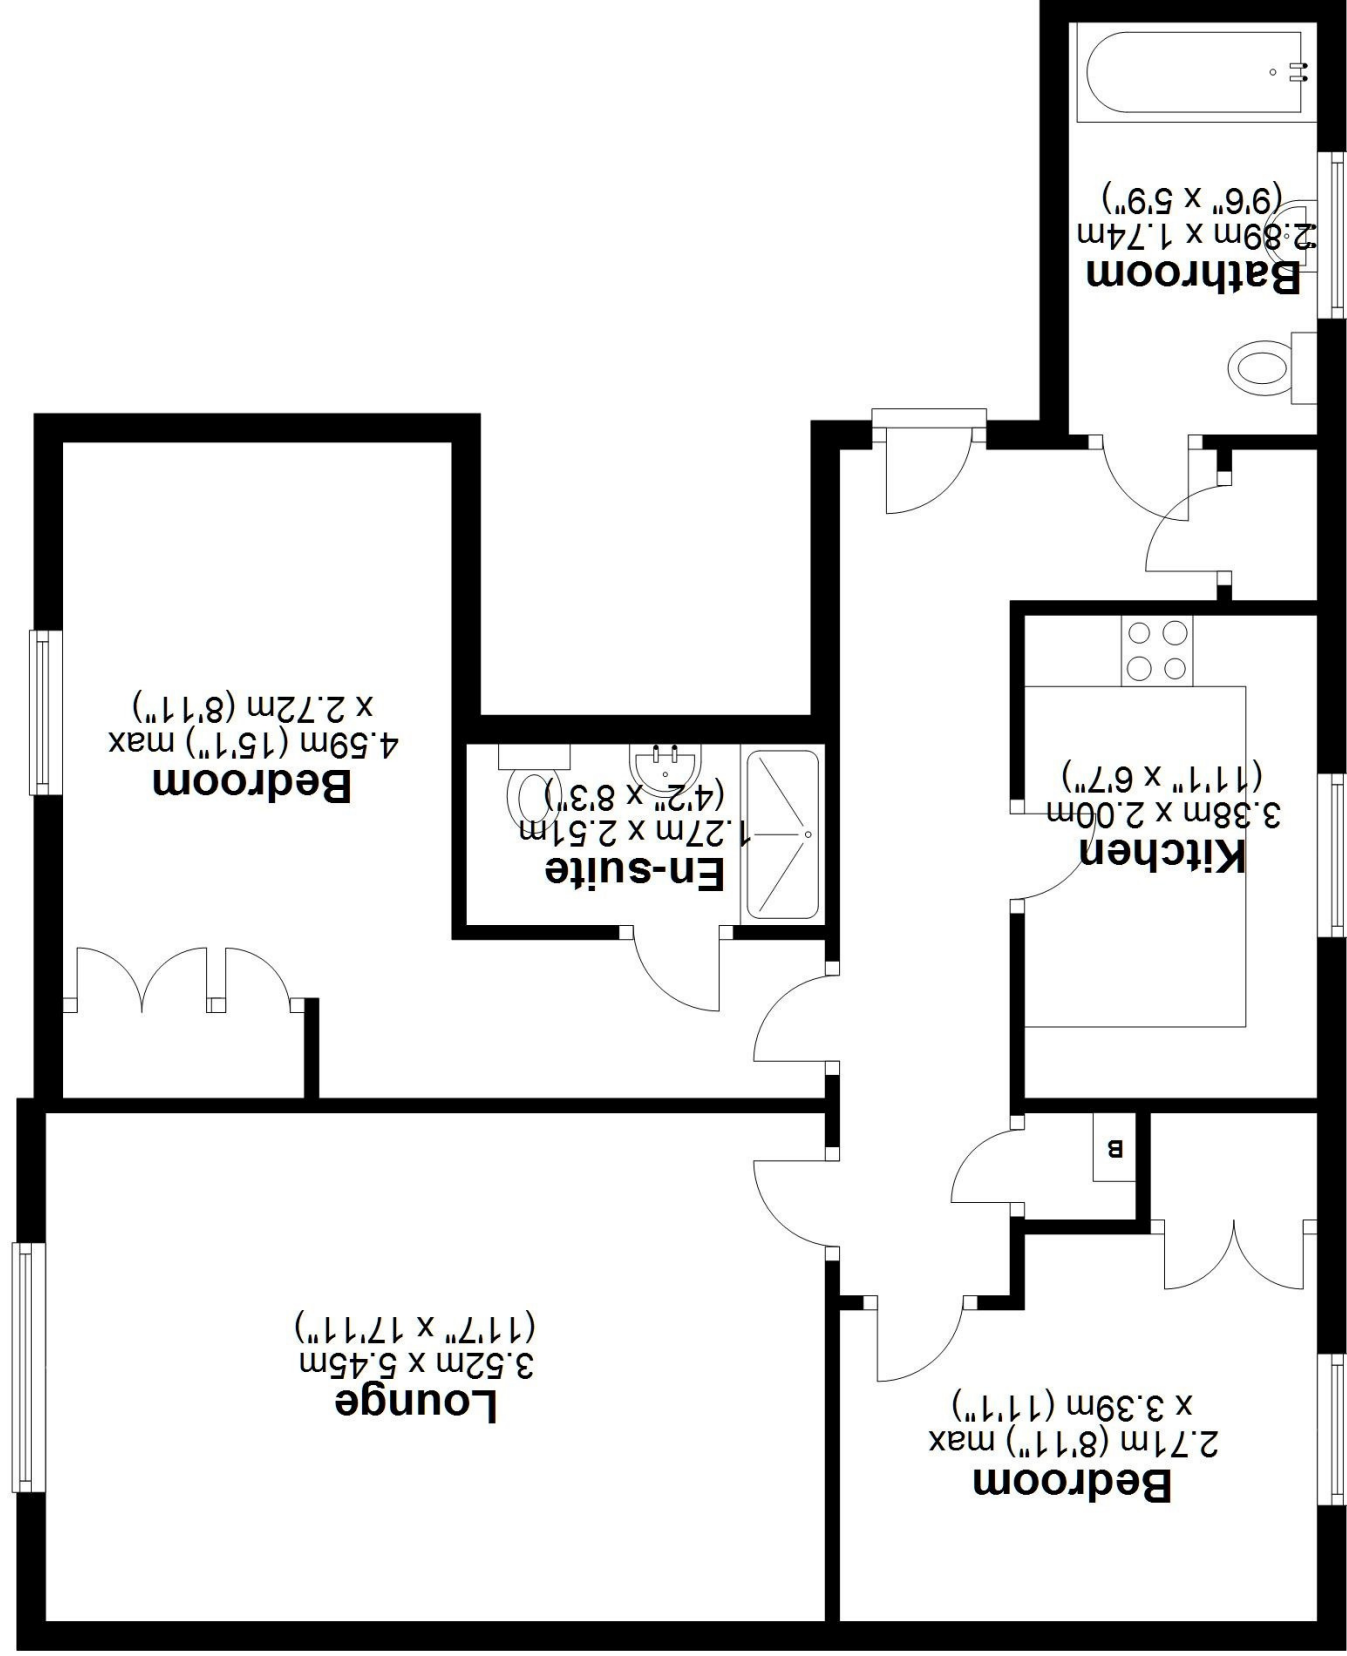 Bedroom
2.71m (8'11") max
x 3.39m (11'1")
Lounge
3.52m x 5.45m
(11'7" x 17'11")
B
Kitchen
3.38m x 2.00m
(11'1" x 6'7")
En-suite
1.27m x 2.51m
(4'2" x 8'3")
Bedroom
4.59m (15'1") max
x 2.72m (8'11")
Bathroom
2.89m x 1.74m
(9'6" x 5'9")